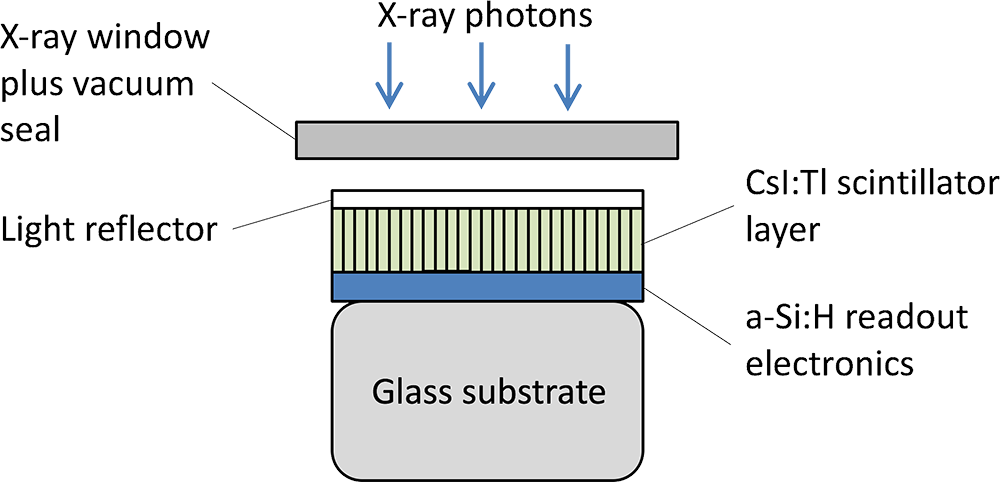 X-ray photons
X-ray window
plus vacuum
seal
Light reflector
CsI:Tl scintillator
layer
a-Si:H readout
electronics
Glass substrate